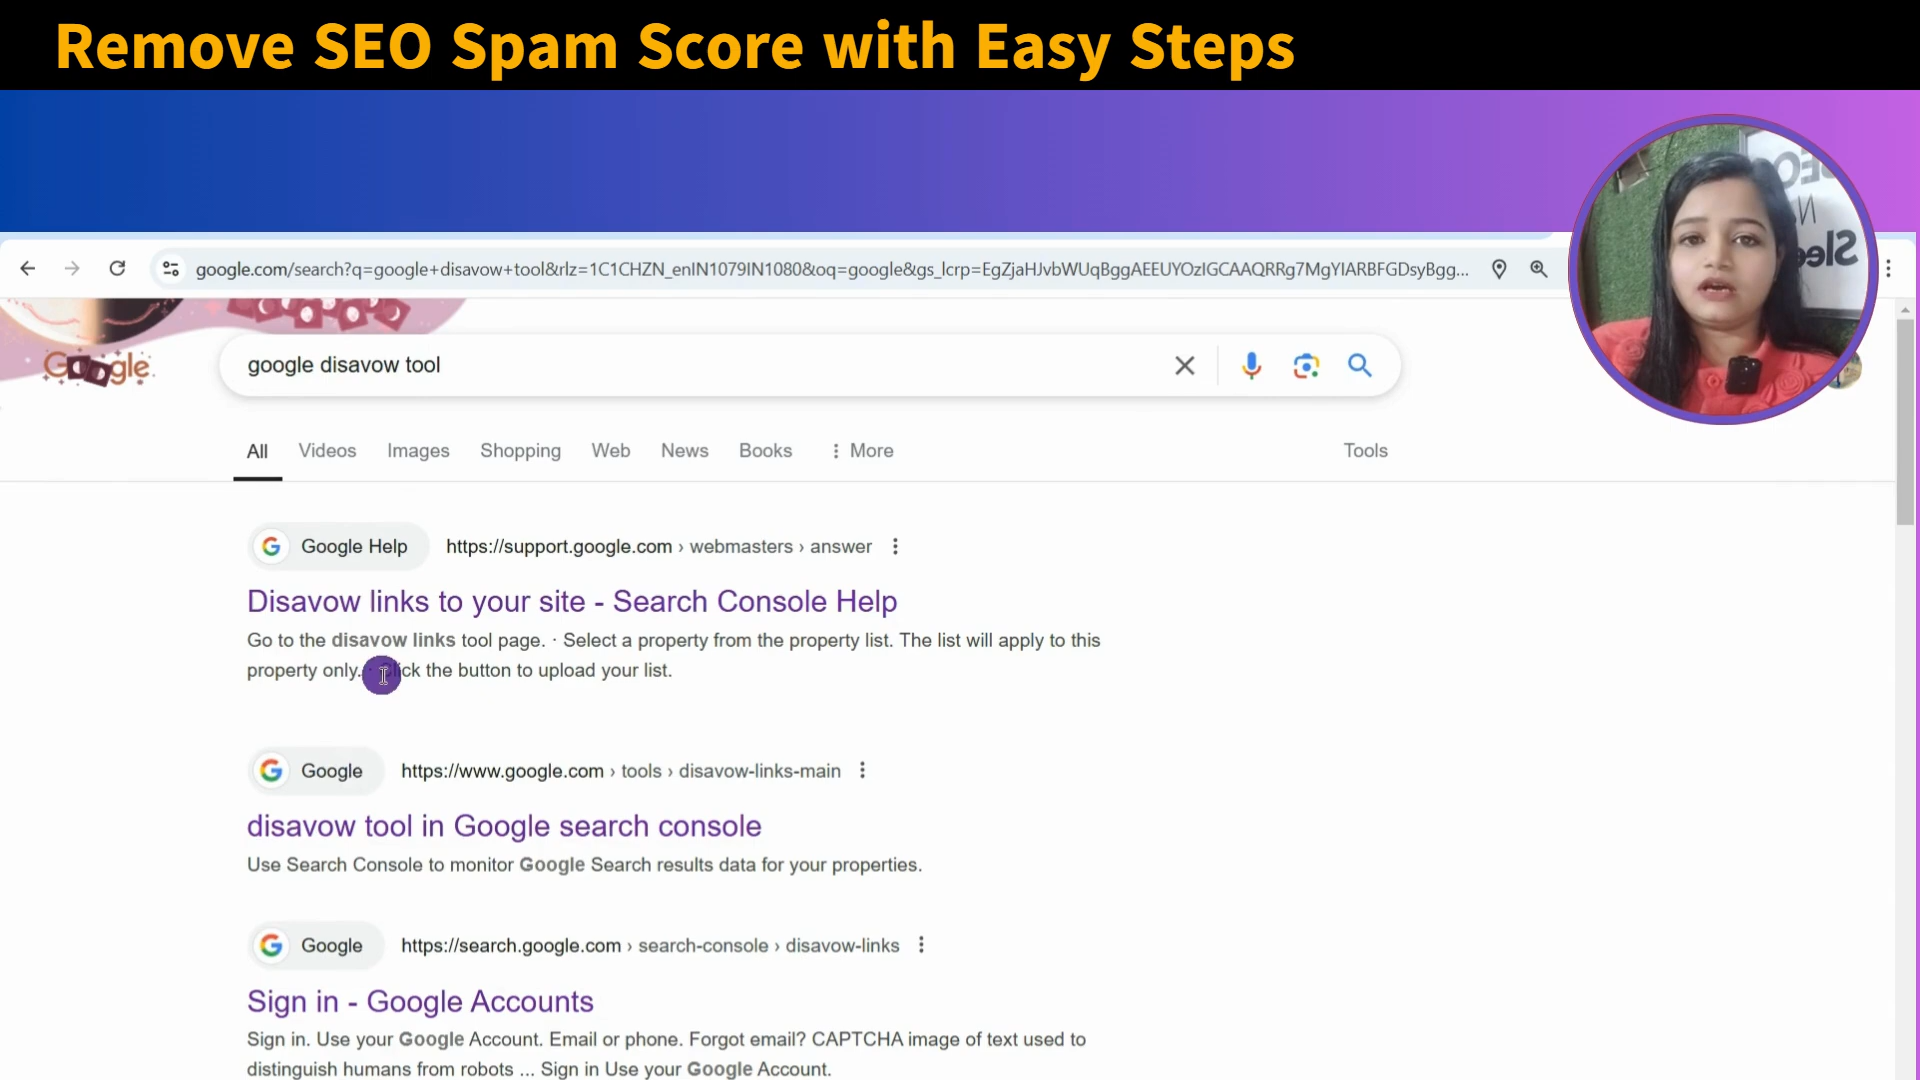 Remove SEO Spam Score with Easy Steps
google.com/search?q=google+disavow+tool&rlz=1C1CHZN_enIN1079IN1080&oq=google&gs_lcrp=EgZjaHJvbWUqBggAEEUYOzIGCAAQRRg7MgYIARBFGDsyBgg...
Google
google disavow tool
All Videos Images Shopping Web News Books More Tools
Google Help https://support.google.com › webmasters › answer
Disavow links to your site - Search Console Help
Go to the disavow links tool page. · Select a property from the property list. The list will apply to this
property only. · Click the button to upload your list.
Google https://www.google.com › tools › disavow-links-main
disavow tool in Google search console
Use Search Console to monitor Google Search results data for your properties.
Google https://search.google.com › search-console › disavow-links
Sign in - Google Accounts
Sign in. Use your Google Account. Email or phone. Forgot email? CAPTCHA image of text used to
distinguish humans from robots ... Sign in Use your Google Account.